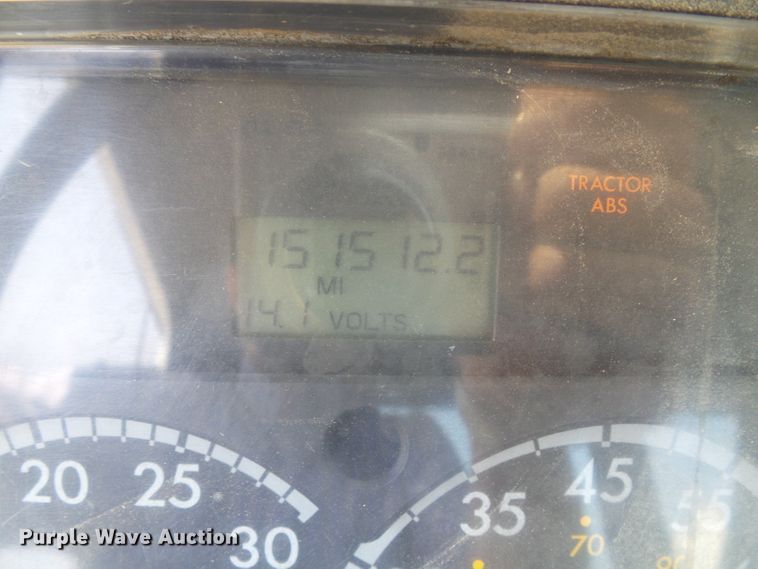 TRACTOR
ABS
151512.2
MI
14.1 VOLTS
20 25 30
35 45 55
70
Purple Wave Auction